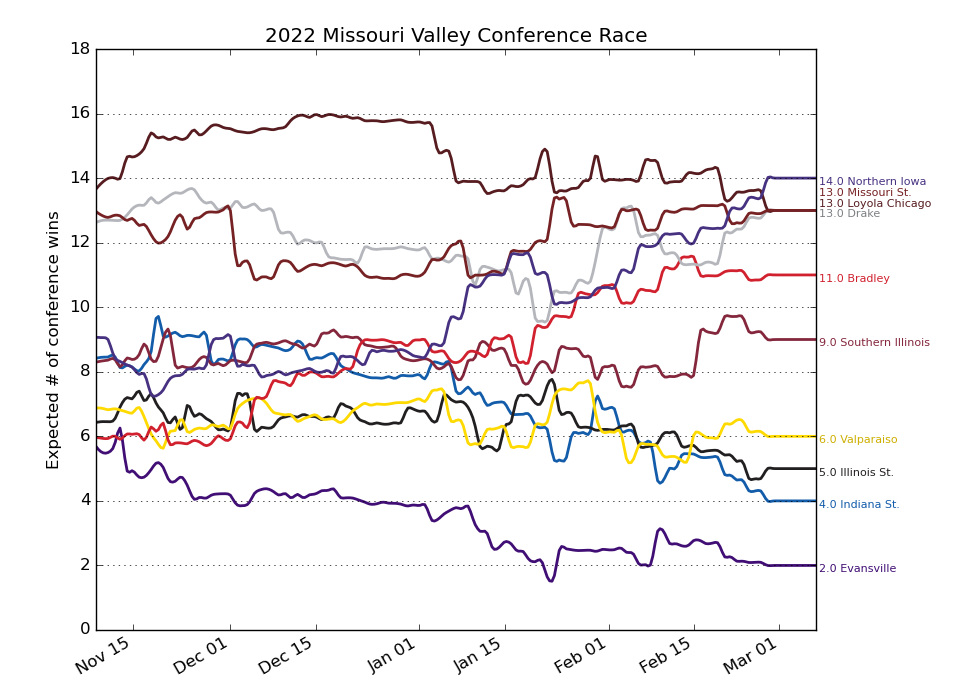 2022 Missouri Valley Conference Race
Expected # of conference wins
18
16
14
12
10
8
6
4
2
0
Nov 15
Dec 01
Dec 15
Jan 01
Jan 15
Feb 01
Feb 15
Mar 01
14.0 Northern Iowa
13.0 Missouri St.
13.0 Loyola Chicago
13.0 Drake
11.0 Bradley
9.0 Southern Illinois
6.0 Valparaiso
5.0 Illinois St.
4.0 Indiana St.
2.0 Evansville